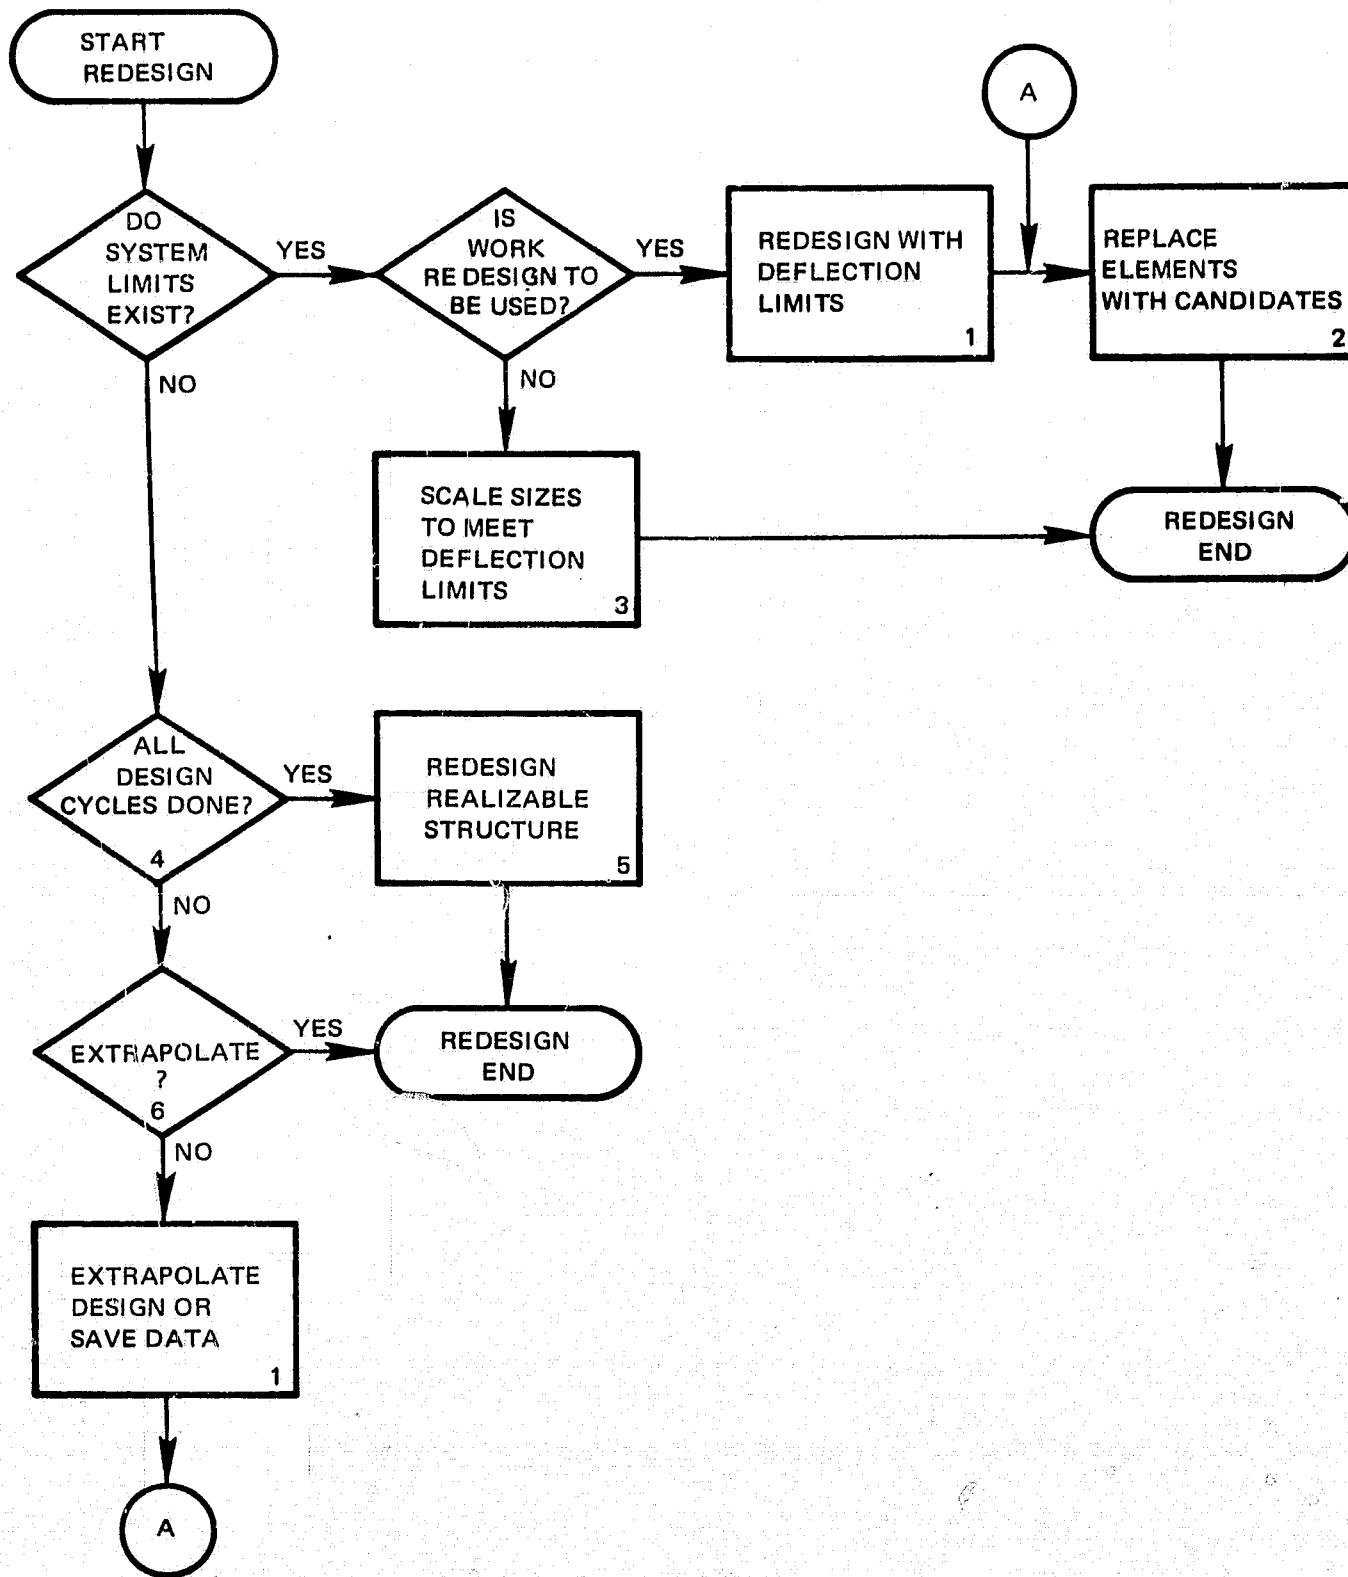 START
REDESIGN
A
DO
SYSTEM
LIMITS
EXIST?
YES
NO
IS
WORK
REDESIGN TO
BE USED?
YES
NO
REDESIGN WITH
DEFLECTION
LIMITS
1
REPLACE
ELEMENTS
WITH CANDIDATES
2
SCALE SIZES
TO MEET
DEFLECTION
LIMITS
3
REDESIGN
END
ALL
DESIGN
CYCLES DONE?
4
YES
NO
REDESIGN
REALIZABLE
STRUCTURE
5
EXTRAPOLATE
?
6
YES
NO
REDESIGN
END
EXTRAPOLATE
DESIGN OR
SAVE DATA
1
A